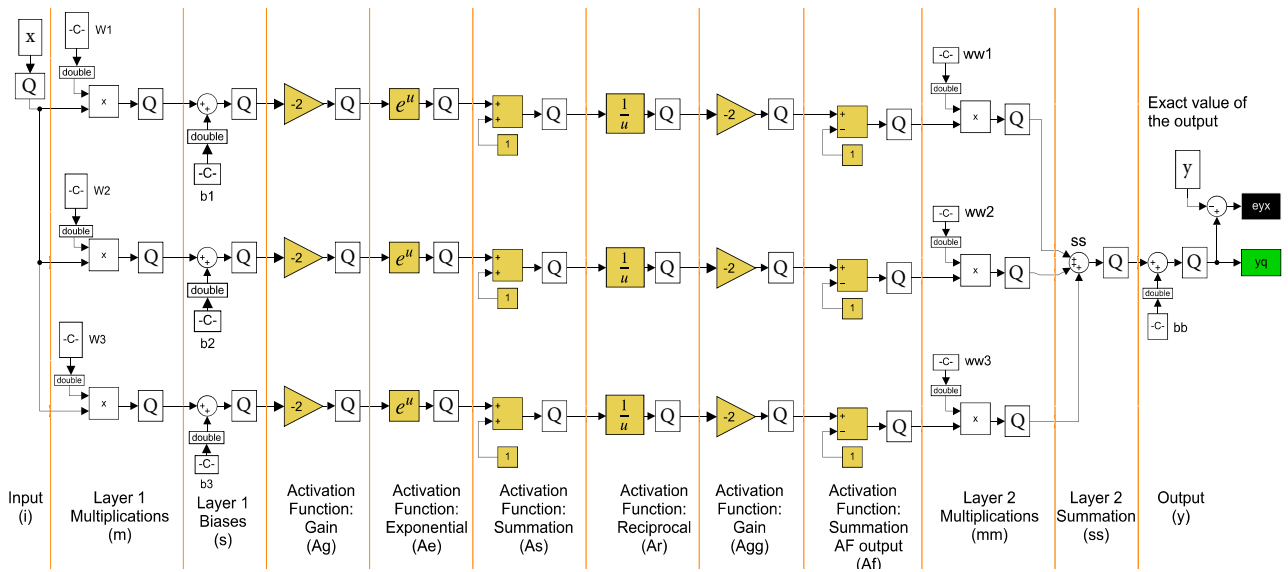 x
Q
-C-
W1
double
x
Q
+
+
Q
double
-C-
b1
-2
Q
e^u
Q
+
+
1
Q
1
u
Q
-2
Q
+
−
1
Q
-C-
ww1
double
x
Q
-C-
W2
double
x
Q
+
+
Q
double
-C-
b2
-2
Q
e^u
Q
+
+
1
Q
1
u
Q
-2
Q
+
−
1
Q
-C-
ww2
double
x
Q
-C-
W3
double
x
Q
+
+
Q
double
-C-
b3
-2
Q
e^u
Q
+
+
1
Q
1
u
Q
-2
Q
+
−
1
Q
-C-
ww3
double
x
Q
ss
+
+
+
Q
+
+
double
-C-
bb
Q
Exact value of
the output
y
−
+
eyx
yq
Input
(i)
Layer 1
Multiplications
(m)
Layer 1
Biases
(s)
Activation
Function:
Gain
(Ag)
Activation
Function:
Exponential
(Ae)
Activation
Function:
Summation
(As)
Activation
Function:
Reciprocal
(Ar)
Activation
Function:
Gain
(Agg)
Activation
Function:
Summation
AF output
(Af)
Layer 2
Multiplications
(mm)
Layer 2
Summation
(ss)
Output
(y)